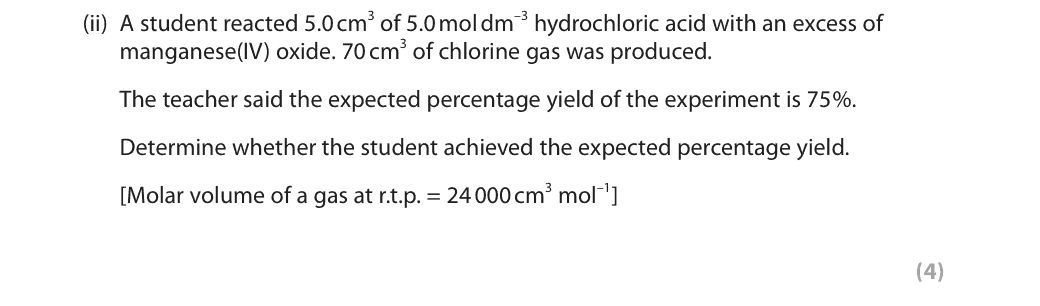 (ii) A student reacted 5.0 cm³ of 5.0 mol dm⁻³ hydrochloric acid with an excess of
manganese(IV) oxide. 70 cm³ of chlorine gas was produced.
The teacher said the expected percentage yield of the experiment is 75%.
Determine whether the student achieved the expected percentage yield.
[Molar volume of a gas at r.t.p. = 24 000 cm³ mol⁻¹]
(4)